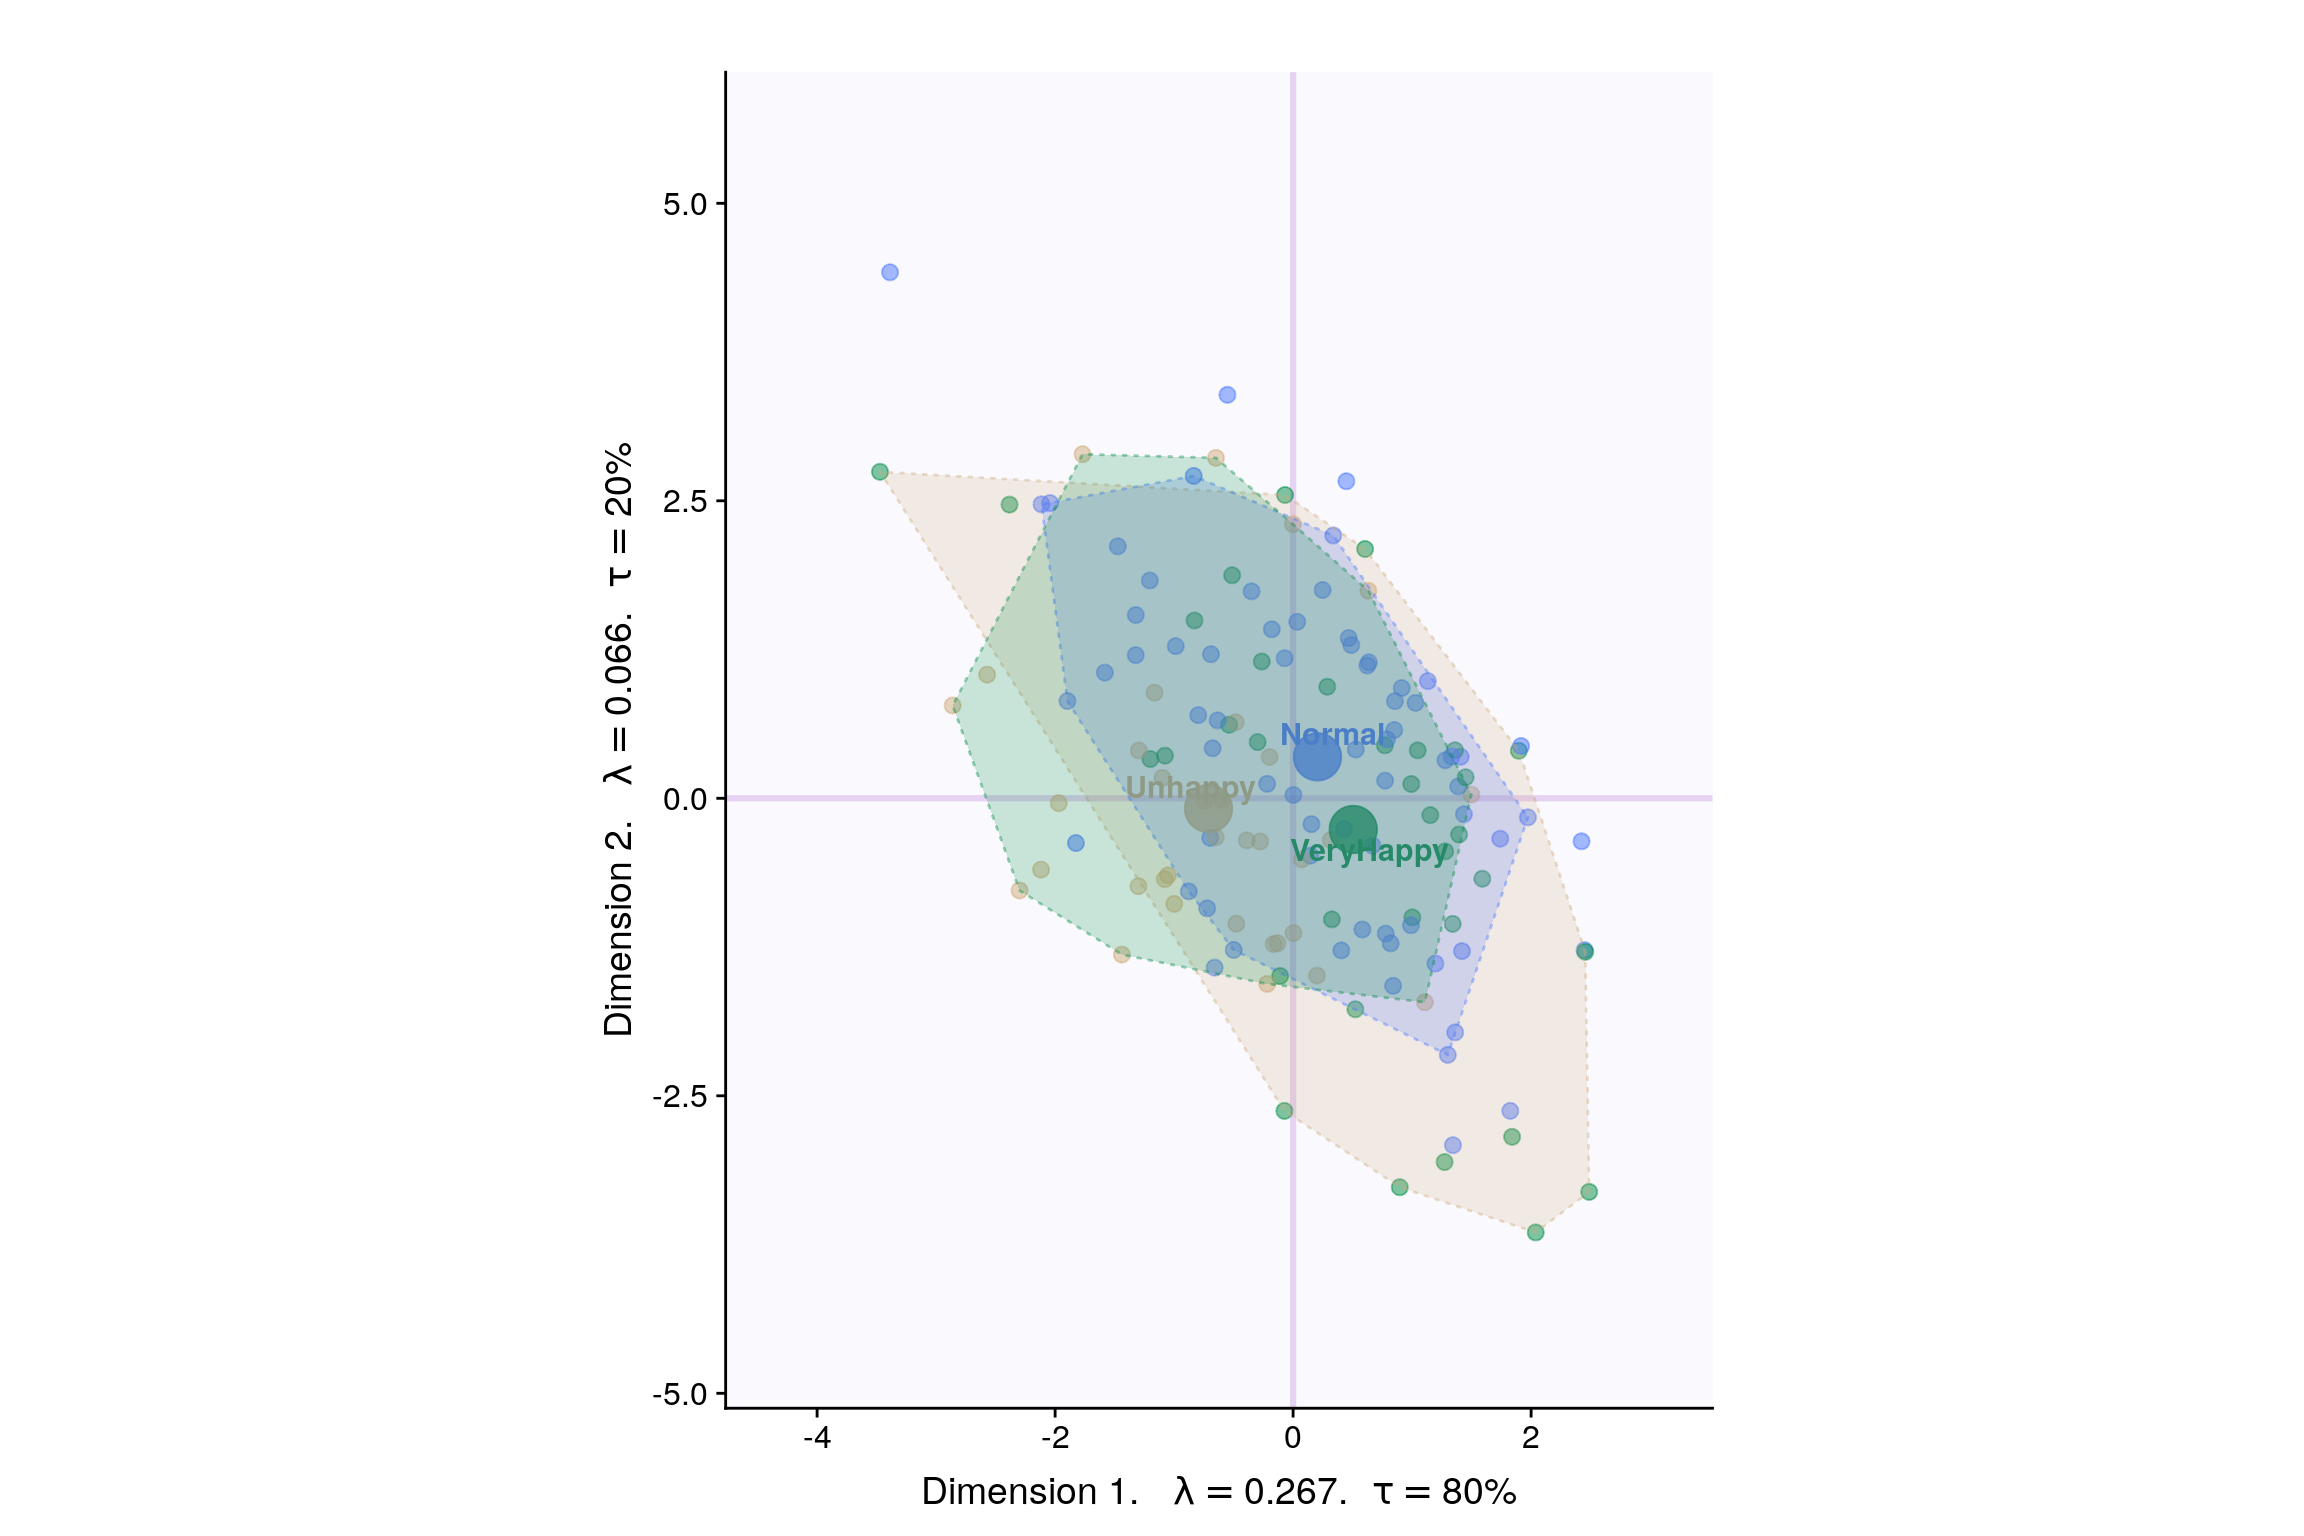 5.0
2.5
0.0
-2.5
-5.0
Dimension 2.   λ = 0.066.   τ = 20%
Normal
Unhappy
VeryHappy
-4
-2
0
2
Dimension 1.   λ = 0.267.   τ = 80%